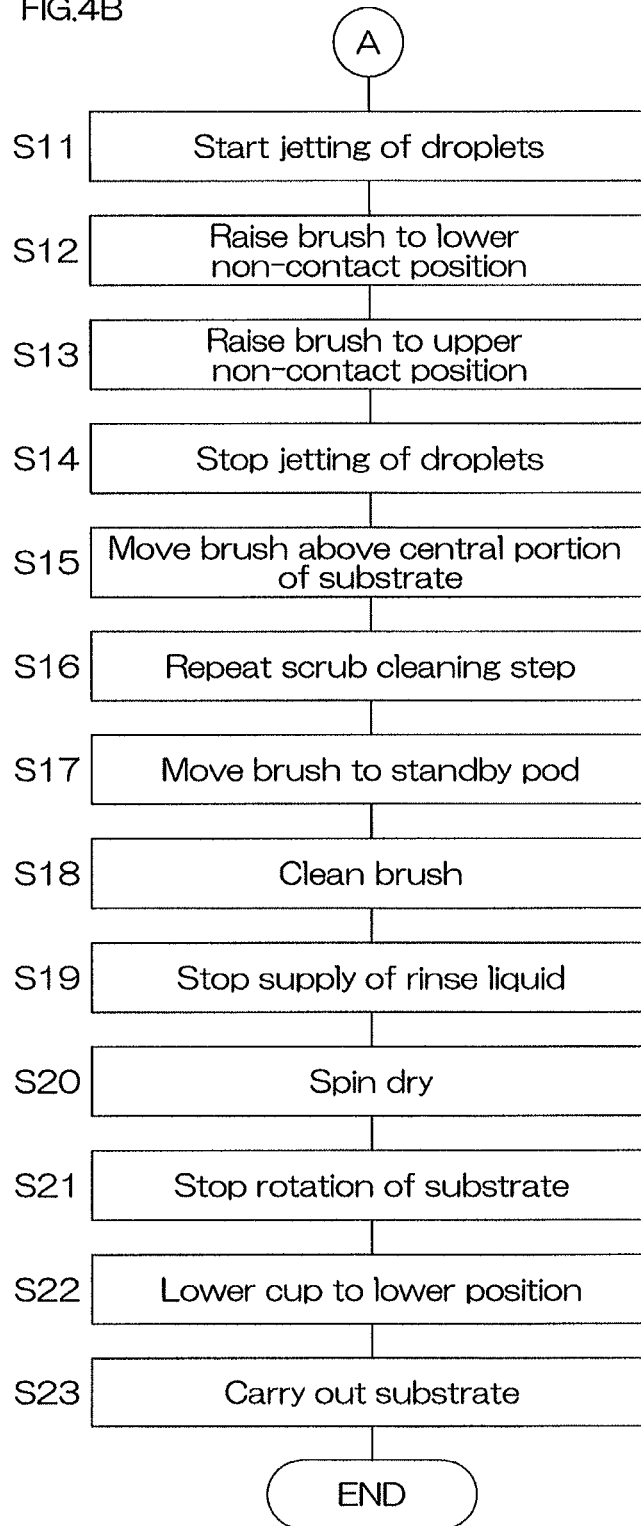 FIG.4B
A
S11 Start jetting of droplets
S12 Raise brush to lower
non-contact position
S13 Raise brush to upper
non-contact position
S14 Stop jetting of droplets
S15 Move brush above central portion
of substrate
S16 Repeat scrub cleaning step
S17 Move brush to standby pod
S18 Clean brush
S19 Stop supply of rinse liquid
S20 Spin dry
S21 Stop rotation of substrate
S22 Lower cup to lower position
S23 Carry out substrate
END